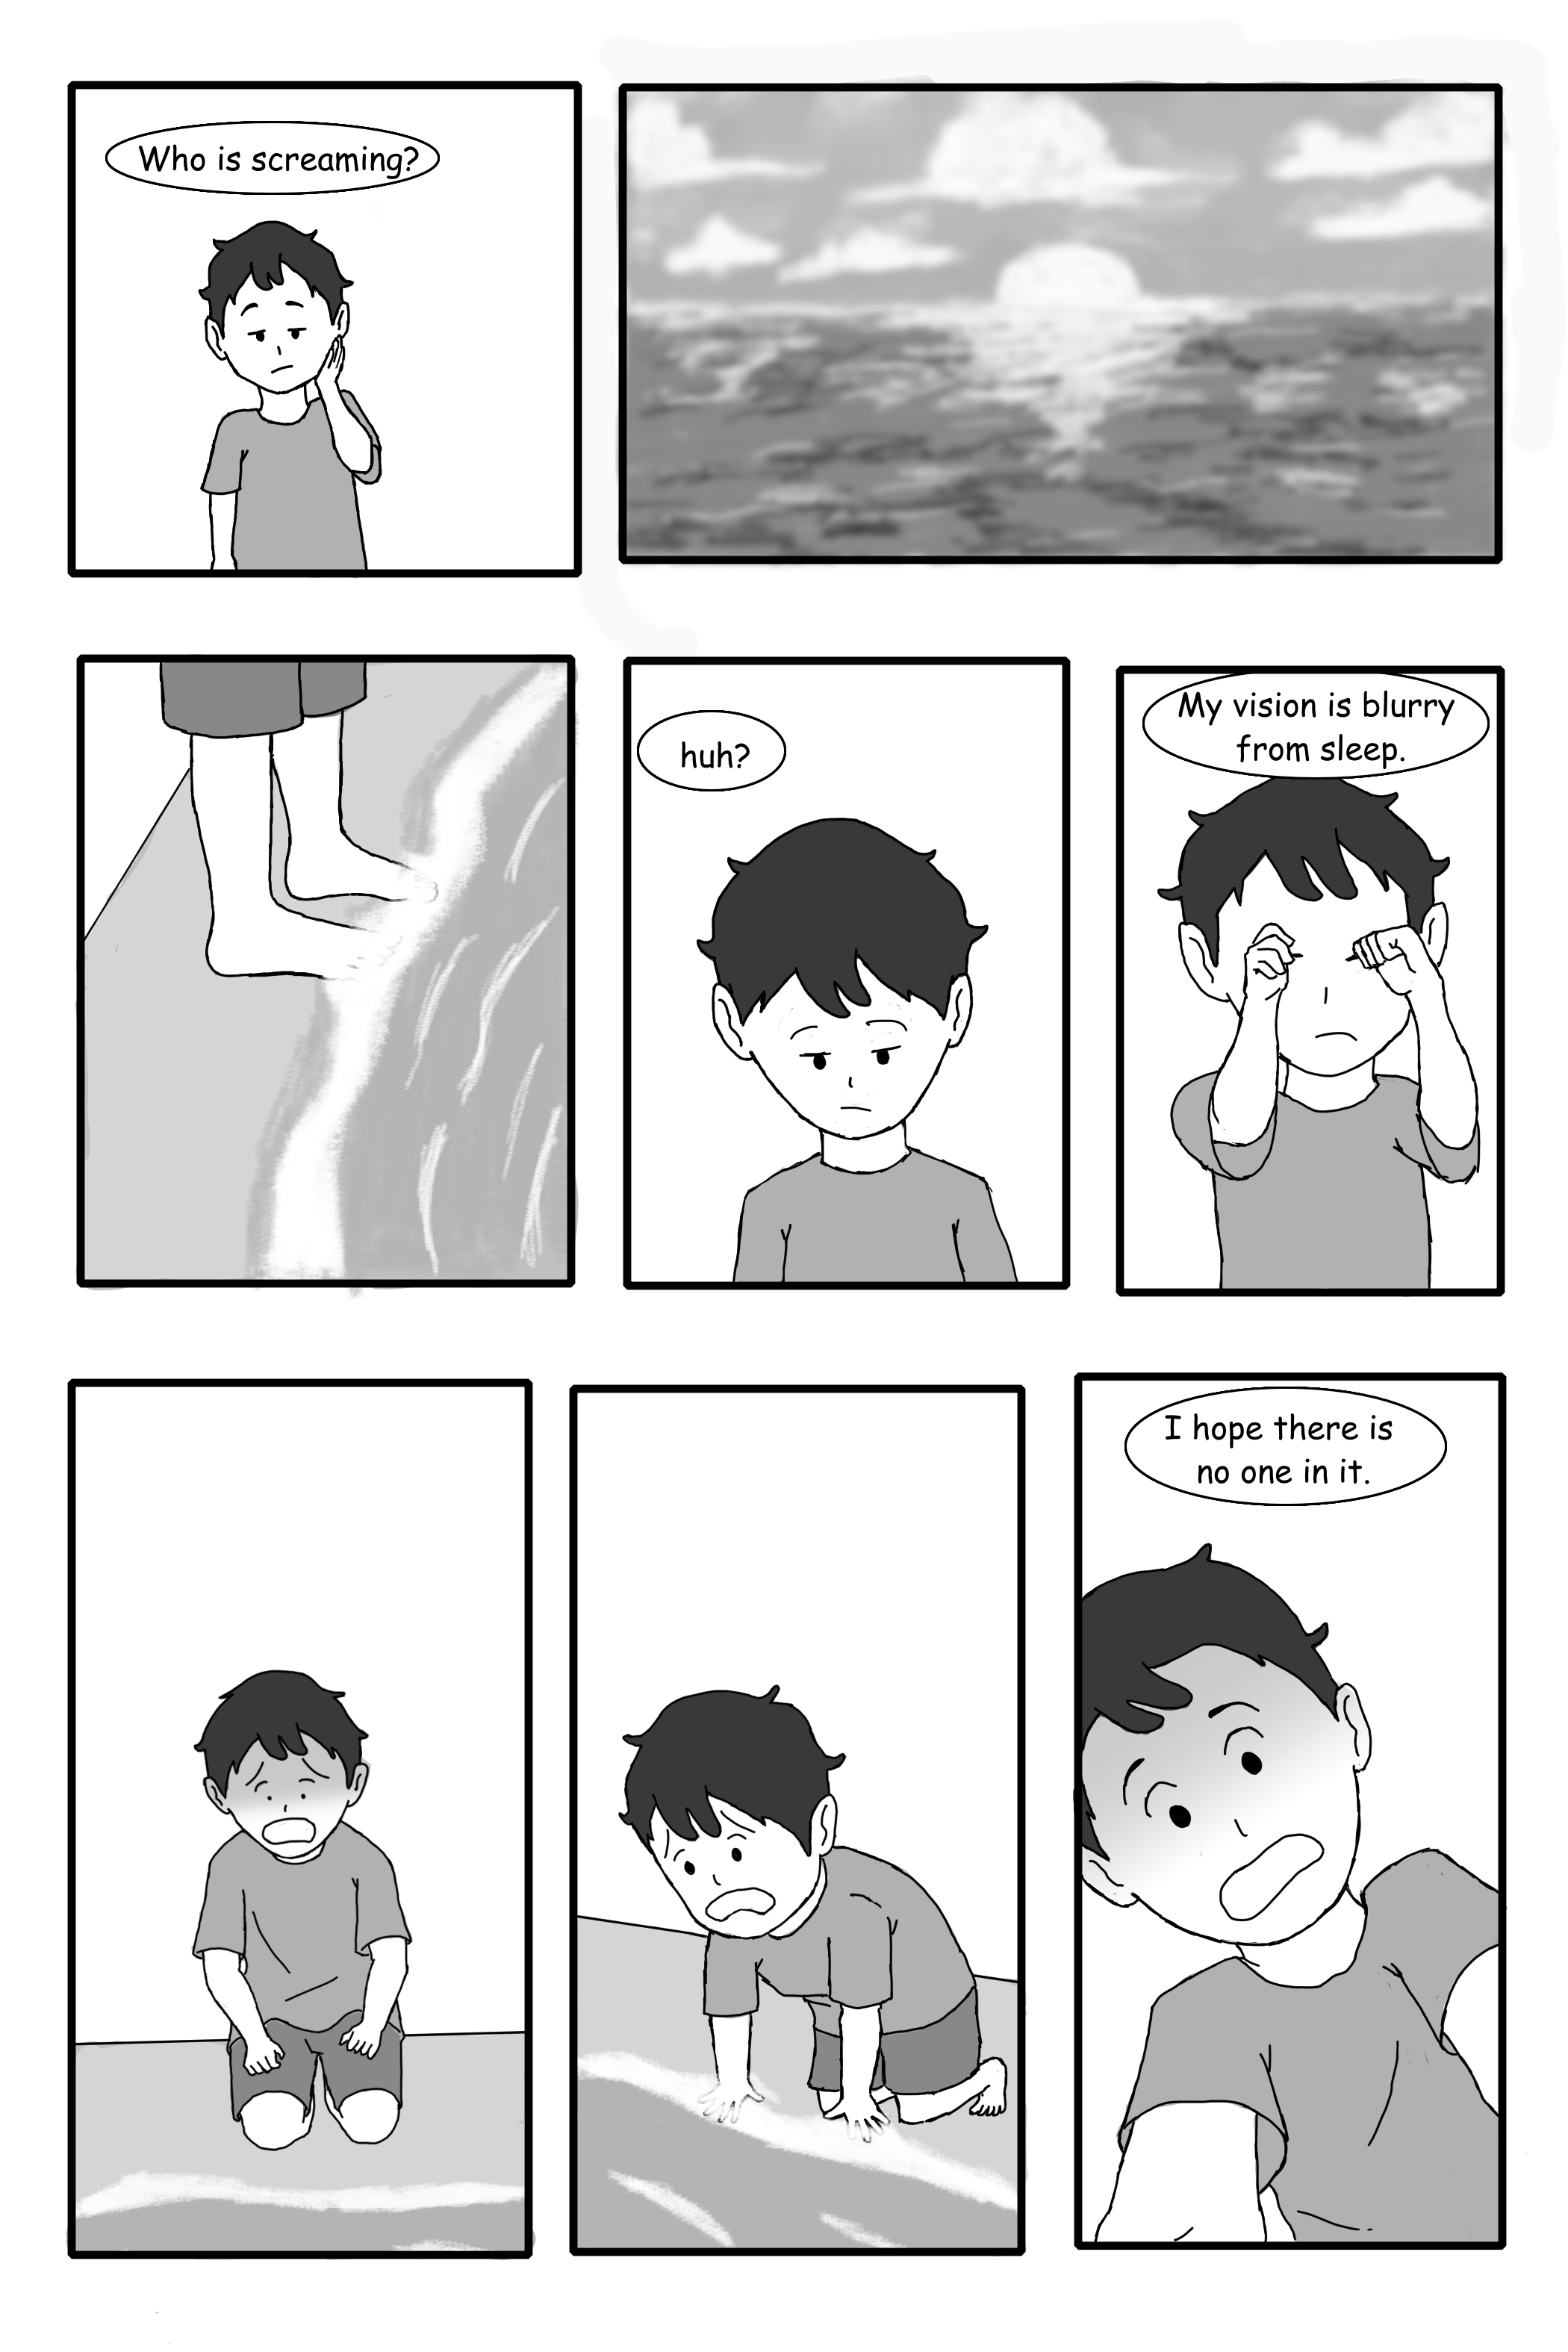 Who is screaming?
huh?
My vision is blurry
from sleep.
I hope there is
no one in it.